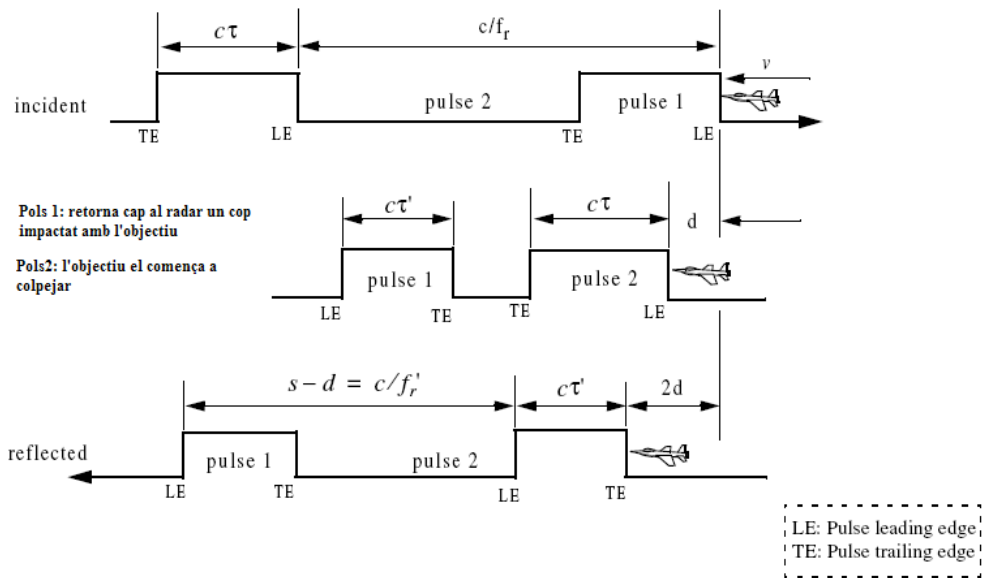 cτ
c/fr
v
incident
pulse 2
pulse 1
TE
LE
TE
LE
Pols 1: retorna cap al radar un cop
impactat amb l'objectiu
Pols2: l'objectiu el comença a
colpejar
cτ'
cτ
d
pulse 1
pulse 2
LE
TE
TE
LE
s – d = c/fr'
cτ'
2d
reflected
pulse 1
pulse 2
LE
TE
LE
TE
LE: Pulse leading edge
TE: Pulse trailing edge